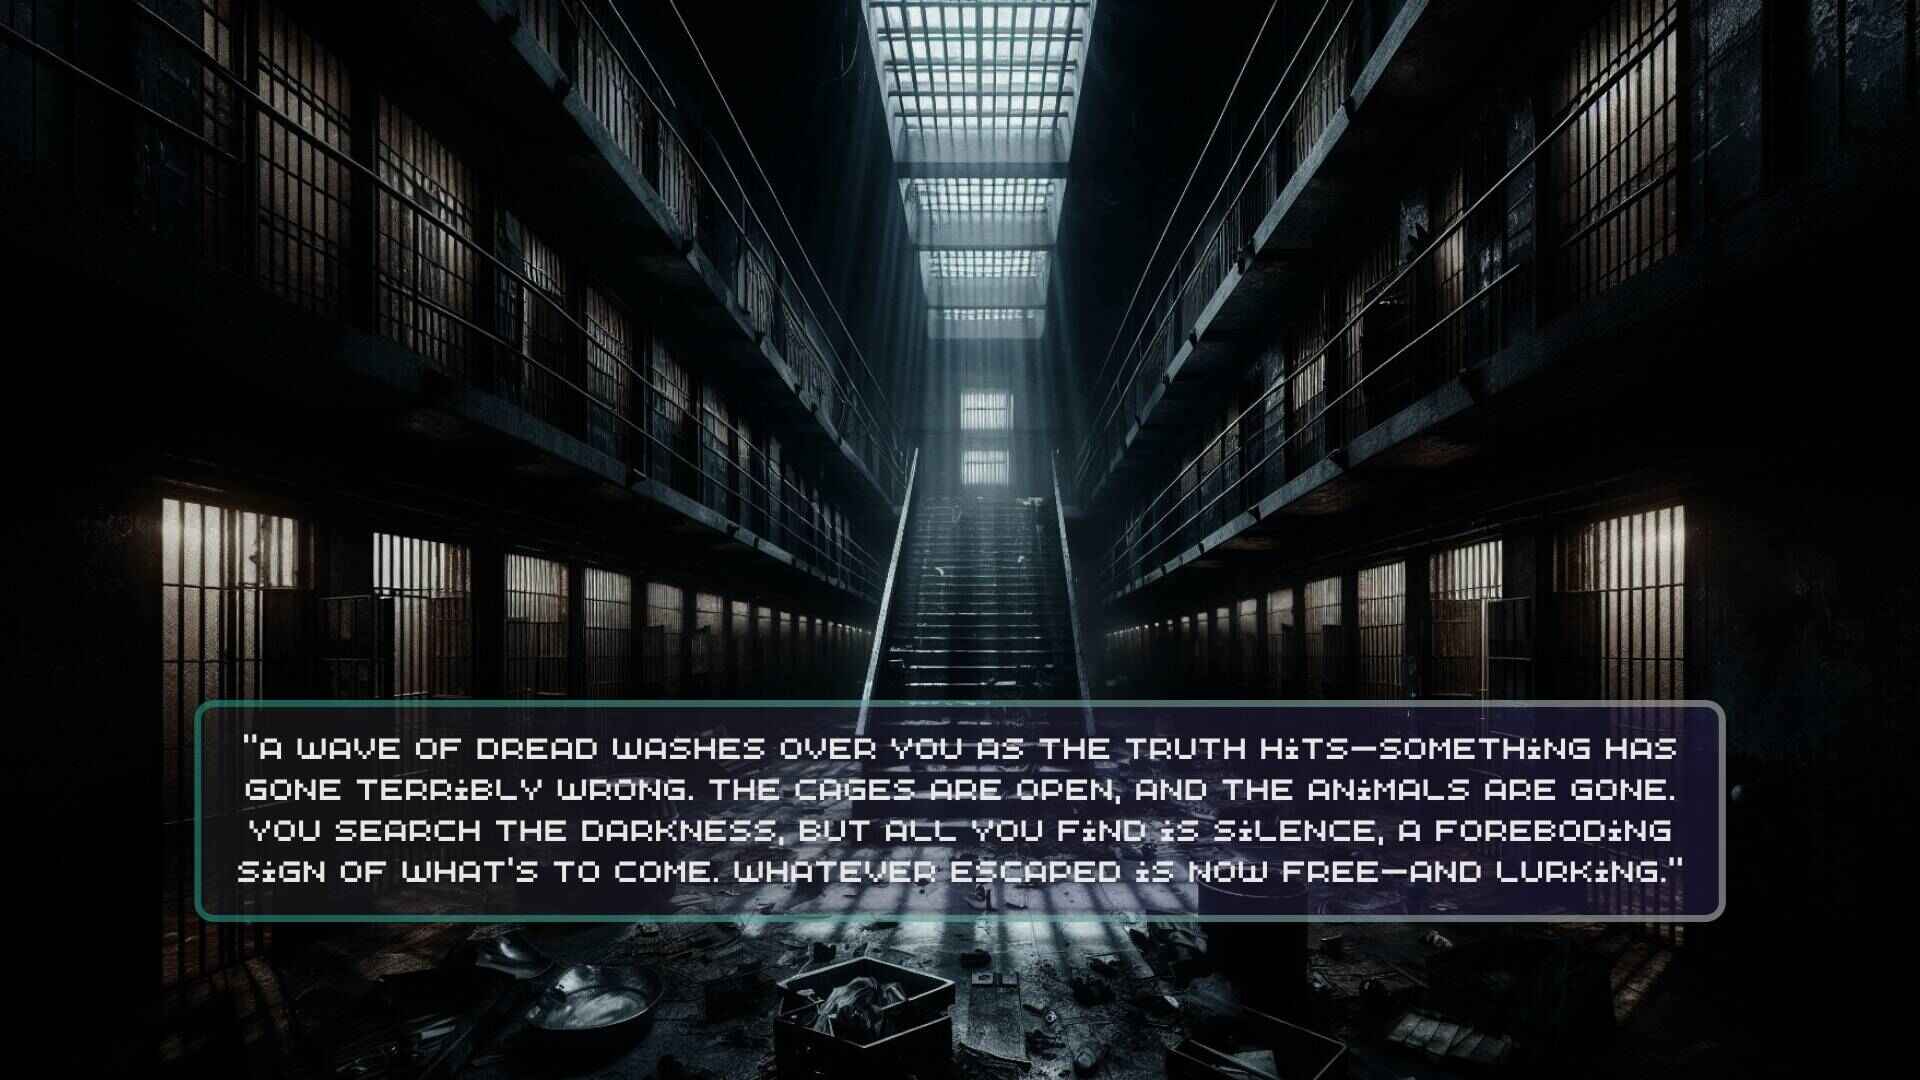 "A WAVE OF DREAD WASHES OVER YOU AS THE TRUTH HiTS—SOMETHiNG HAS
GONE TERRiBLY WRONG. THE CAGES ARE OPEN, AND THE ANiMALS ARE GONE.
YOU SEARCH THE DARKNESS, BUT ALL YOU FiND iS SiLENCE, A FOREBODiNG
SiGN OF WHAT'S TO COME. WHATEVER ESCAPED iS NOW FREE—AND LURKiNG."